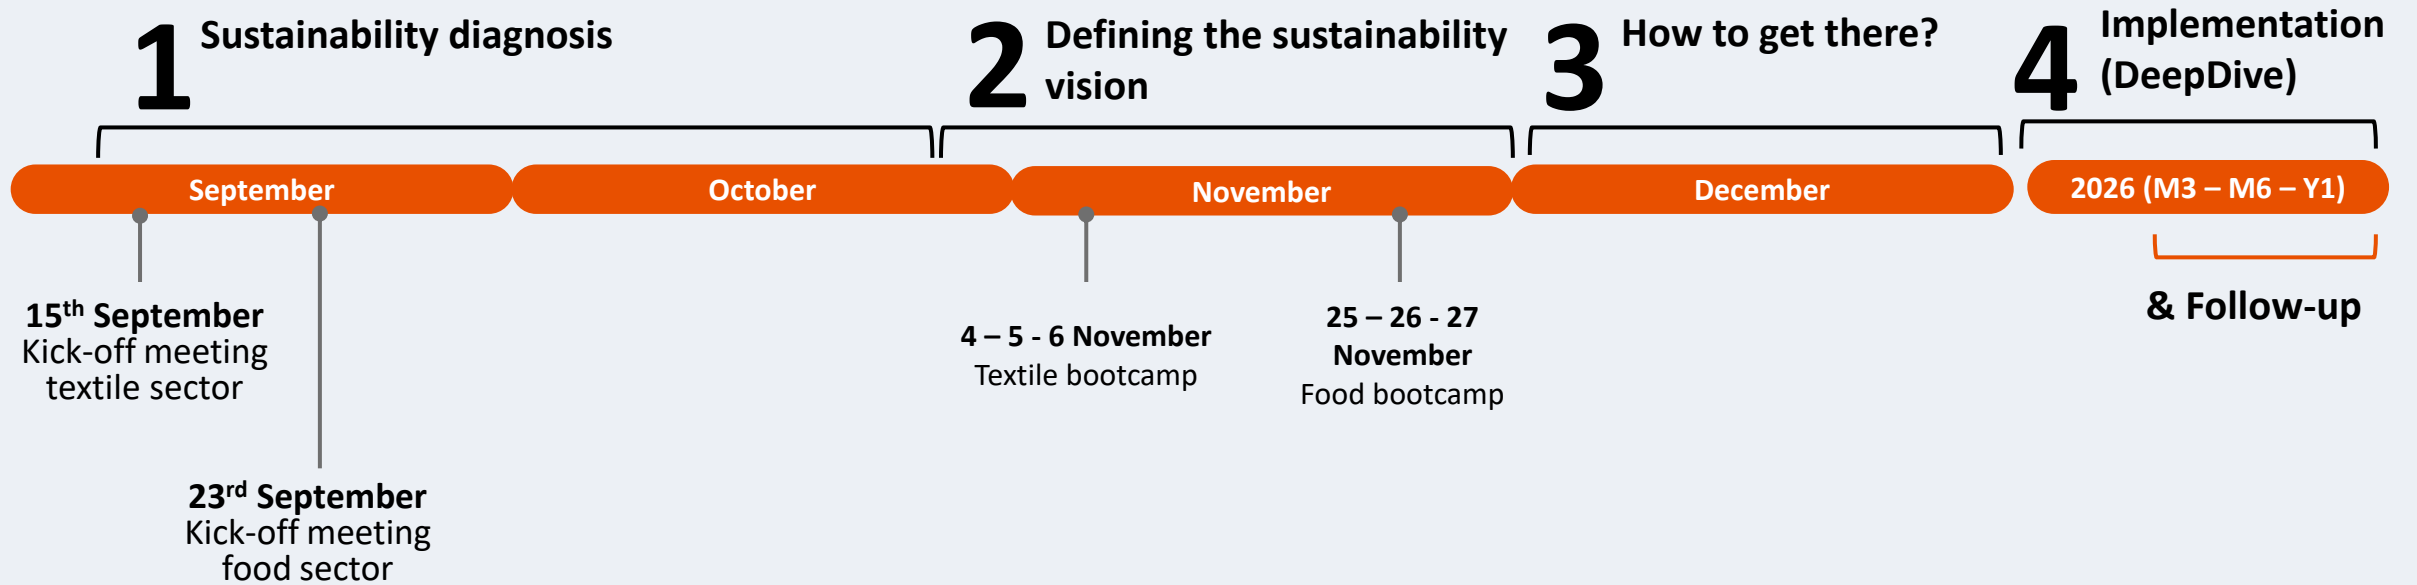 1 Sustainability diagnosis
2 Defining the sustainability
vision
3 How to get there?
4 Implementation
(DeepDive)
September
October
November
December
2026 (M3 – M6 – Y1)
15th September
Kick-off meeting
textile sector
23rd September
Kick-off meeting
food sector
4 – 5 - 6 November
Textile bootcamp
25 – 26 - 27
November
Food bootcamp
& Follow-up